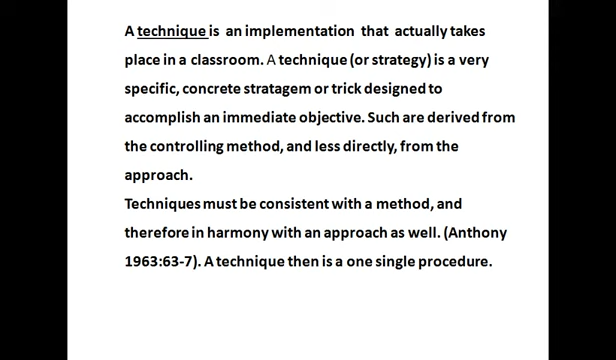 A technique is an implementation that actually takes
place in a classroom. A technique (or strategy) is a very
specific, concrete stratagem or trick designed to
accomplish an immediate objective. Such are derived from
the controlling method, and less directly, from the
approach.
Techniques must be consistent with a method, and
therefore in harmony with an approach as well. (Anthony
1963:63-7). A technique then is a one single procedure.